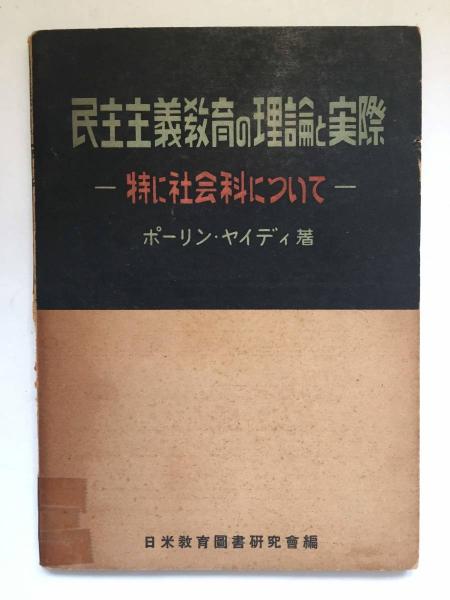 民主主義教育の理論と実際
—特に社会科について—
ポーリン・ヤイディ著
日米教育圖書研究會編